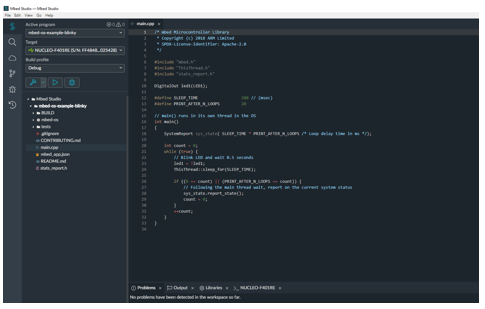 Mbed Studio — Mbed Studio
File Edit View Go Help
Active program
mbed-os-example-blinky
Target
NUCLEO-F401RE (S/N: FF4848...025428)
Build profile
Debug
Mbed Studio
mbed-os-example-blinky
BUILD
mbed-os
tests
.gitignore
CONTRIBUTING.md
main.cpp
mbed_app.json
README.md
stats_report.h
main.cpp ×
1 /* Mbed Microcontroller Library
2 * Copyright (c) 2018 ARM Limited
3 * SPDX-License-Identifier: Apache-2.0
4 */
5
6 #include "mbed.h"
7 #include "ThisThread.h"
8 #include "stats_report.h"
9
10 DigitalOut led1(LED1);
11
12 #define SLEEP_TIME 500 // (msec)
13 #define PRINT_AFTER_N_LOOPS 20
14
15 // main() runs in its own thread in the OS
16 int main()
17 {
18 SystemReport sys_state( SLEEP_TIME * PRINT_AFTER_N_LOOPS /* Loop delay time in ms */);
19
20 int count = 0;
21 while (true) {
22 // Blink LED and wait 0.5 seconds
23 led1 = !led1;
24 ThisThread::sleep_for(SLEEP_TIME);
25
26 if ((0 == count) || (PRINT_AFTER_N_LOOPS == count)) {
27 // Following the main thread wait, report on the current system status
28 sys_state.report_state();
29 count = 0;
30 }
31 ++count;
32 }
33 }
34
Problems × Output × Libraries × NUCLEO-F401RE ×
No problems have been detected in the workspace so far.